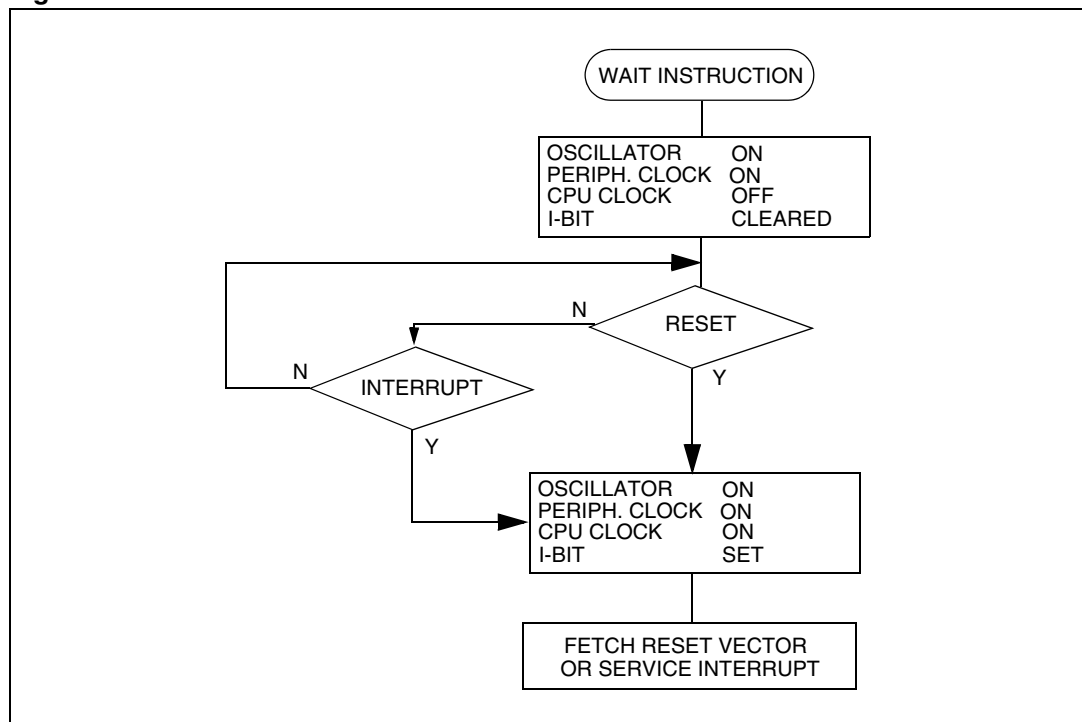 WAIT INSTRUCTION
OSCILLATOR ON
PERIPH. CLOCK ON
CPU CLOCK OFF
I-BIT CLEARED
N
RESET
Y
N
INTERRUPT
Y
OSCILLATOR ON
PERIPH. CLOCK ON
CPU CLOCK ON
I-BIT SET
FETCH RESET VECTOR
OR SERVICE INTERRUPT